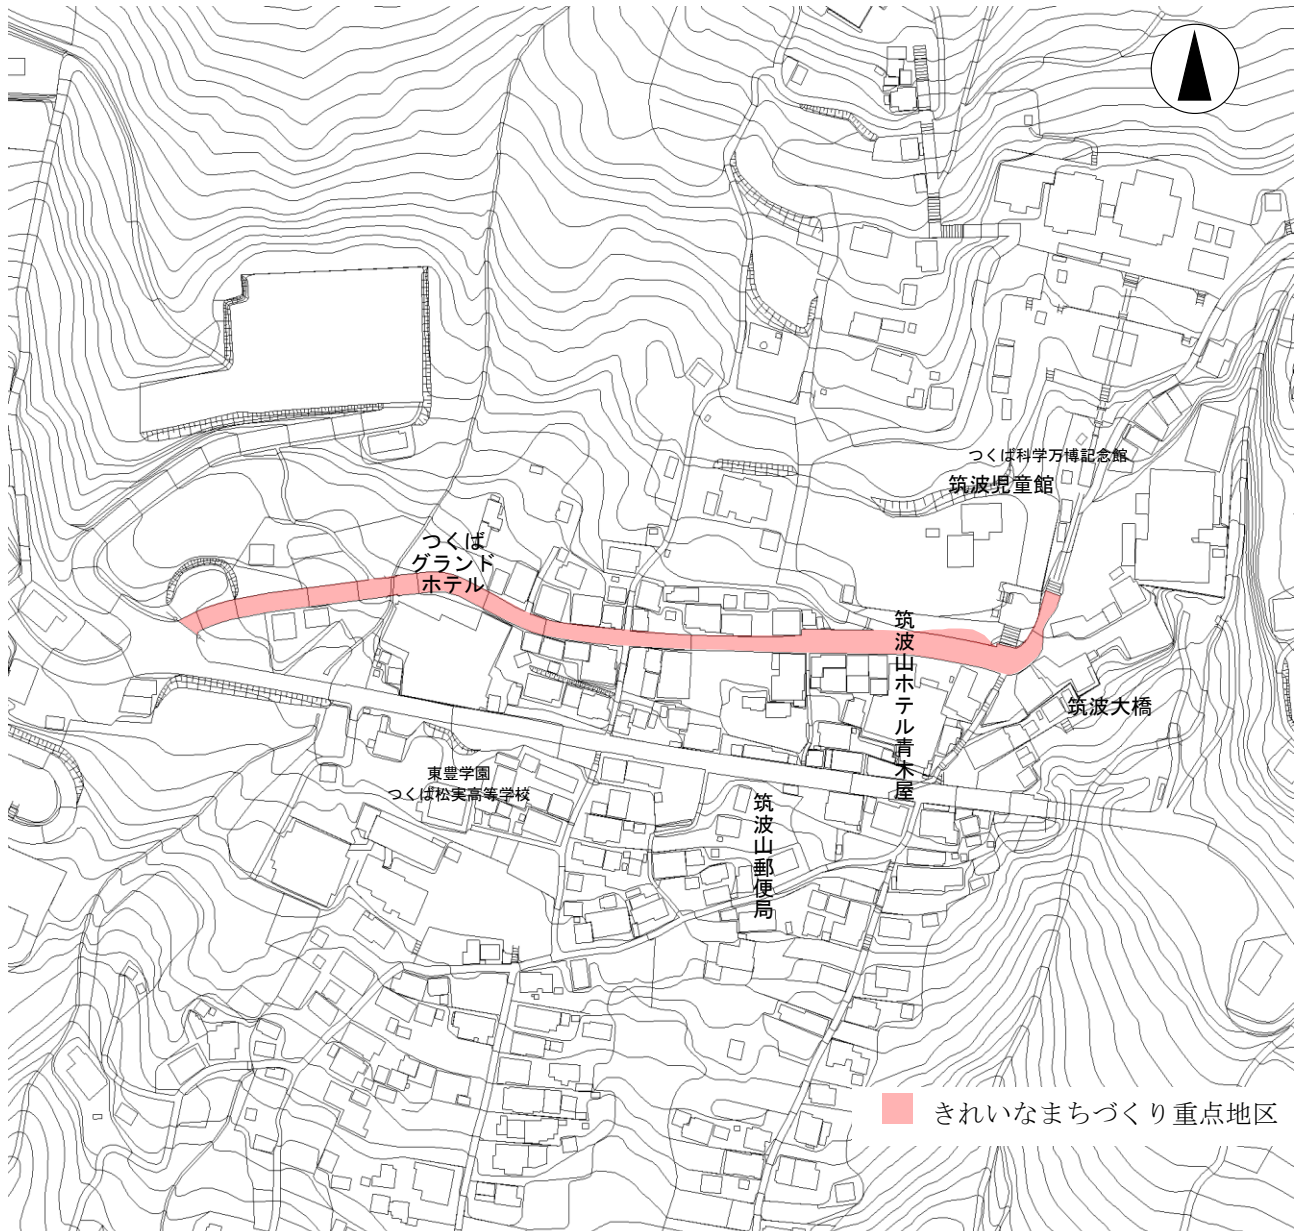 つくば科学万博記念館
筑波児童館
つくば
グランド
ホテル
筑波山ホテル青木屋
筑波大橋
東豊学園
つくば松実高等学校
筑波山郵便局
きれいなまちづくり重点地区